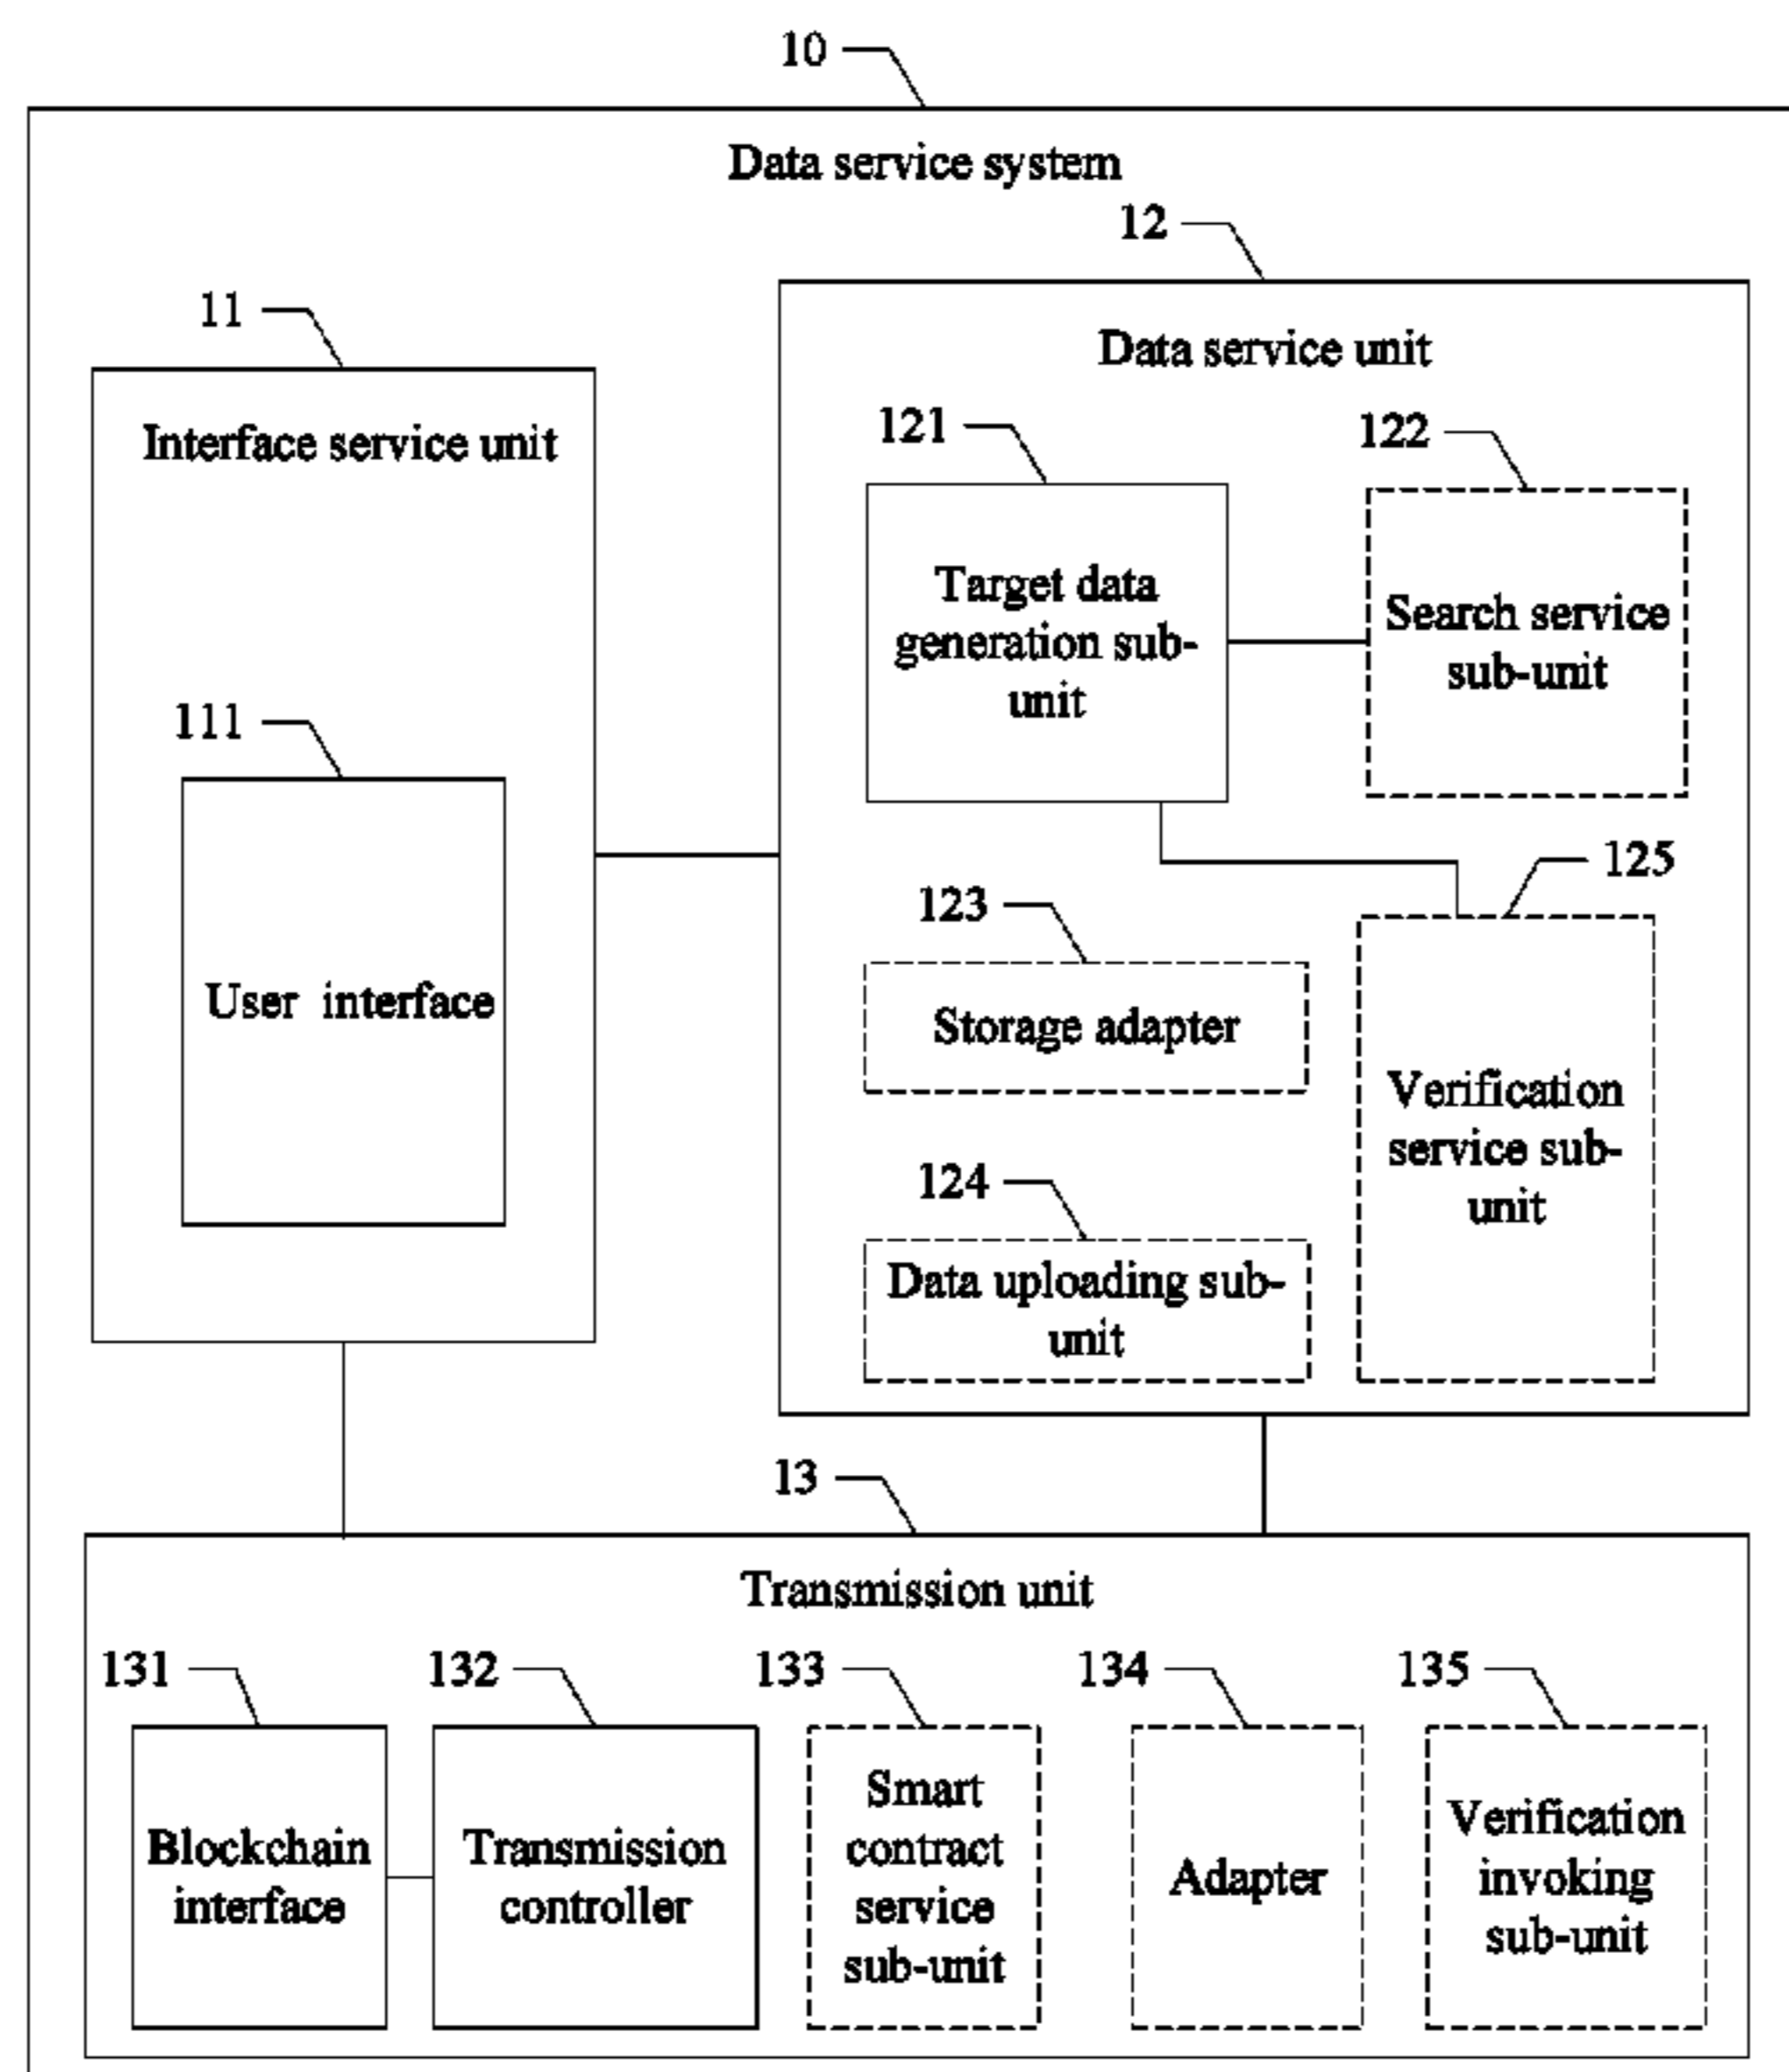 10
Data service system
12
11
Data service unit
Interface service unit
121
122
Target data
generation sub-
unit
Search service
sub-unit
111
User  interface
125
123
Storage adapter
Verification
service sub-
unit
124
Data uploading sub-
unit
13
Transmission unit
131
132
133
134
135
Blockchain
interface
Transmission
controller
Smart
contract
service
sub-unit
Adapter
Verification
invoking
sub-unit